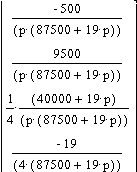 -500
(p·(87500 + 19·p))
9500
(p·(87500 + 19·p))
1/4·(40000 + 19·p)/(p·(87500 + 19·p))
-19
(4·(87500 + 19·p))